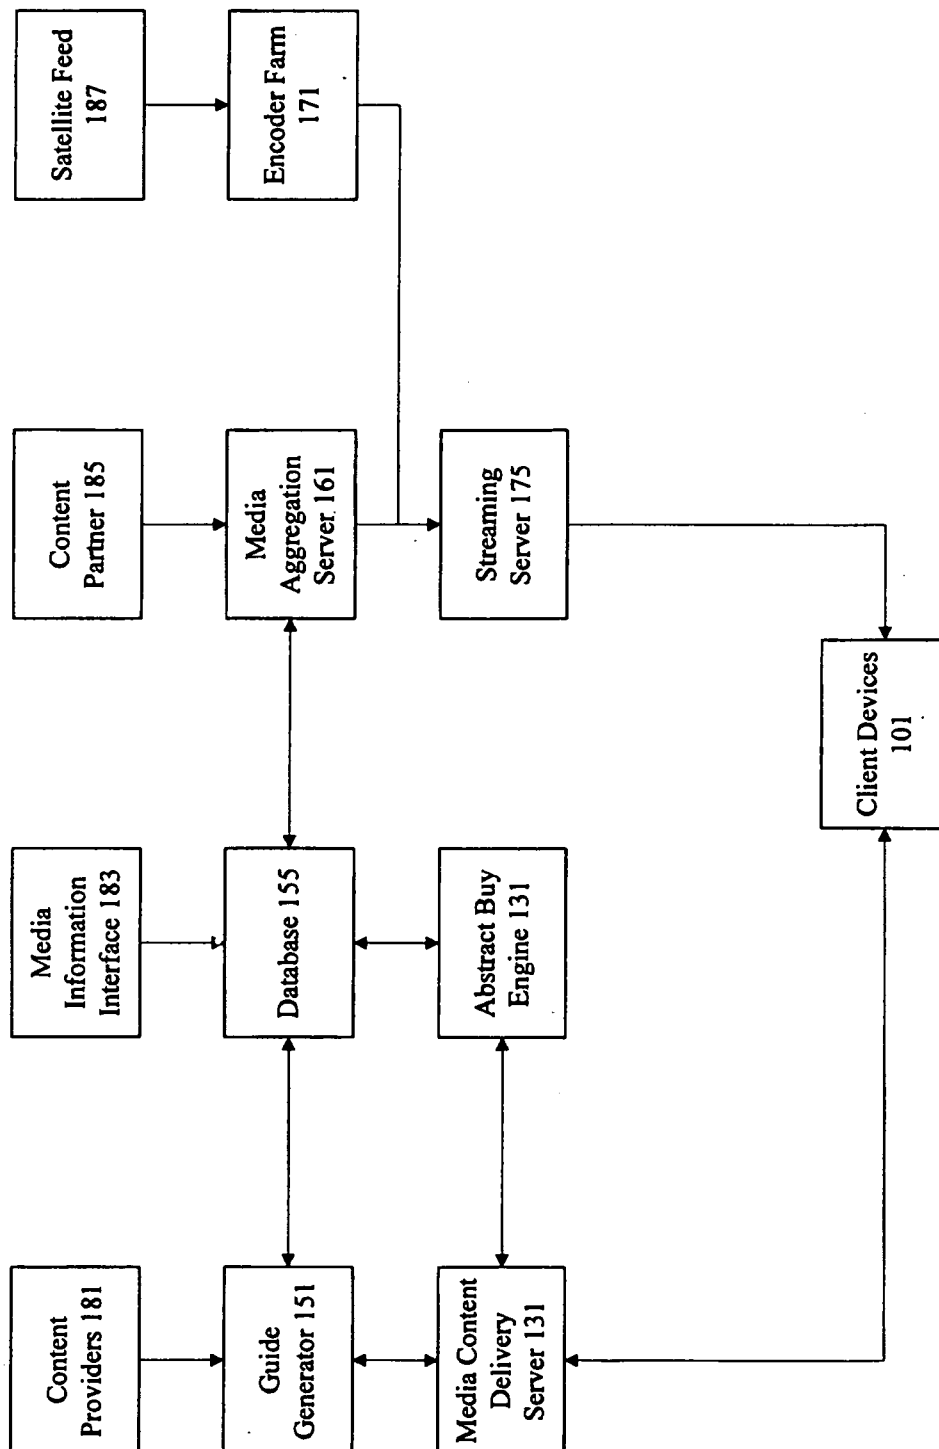 Content
Providers 181
Media
Information
Interface 183
Content
Partner 185
Satellite Feed
187
Guide
Generator 151
Database 155
Media
Aggregation
Server 161
Encoder Farm
171
Media Content
Delivery
Server 131
Abstract Buy
Engine 131
Streaming
Server 175
Client Devices
101